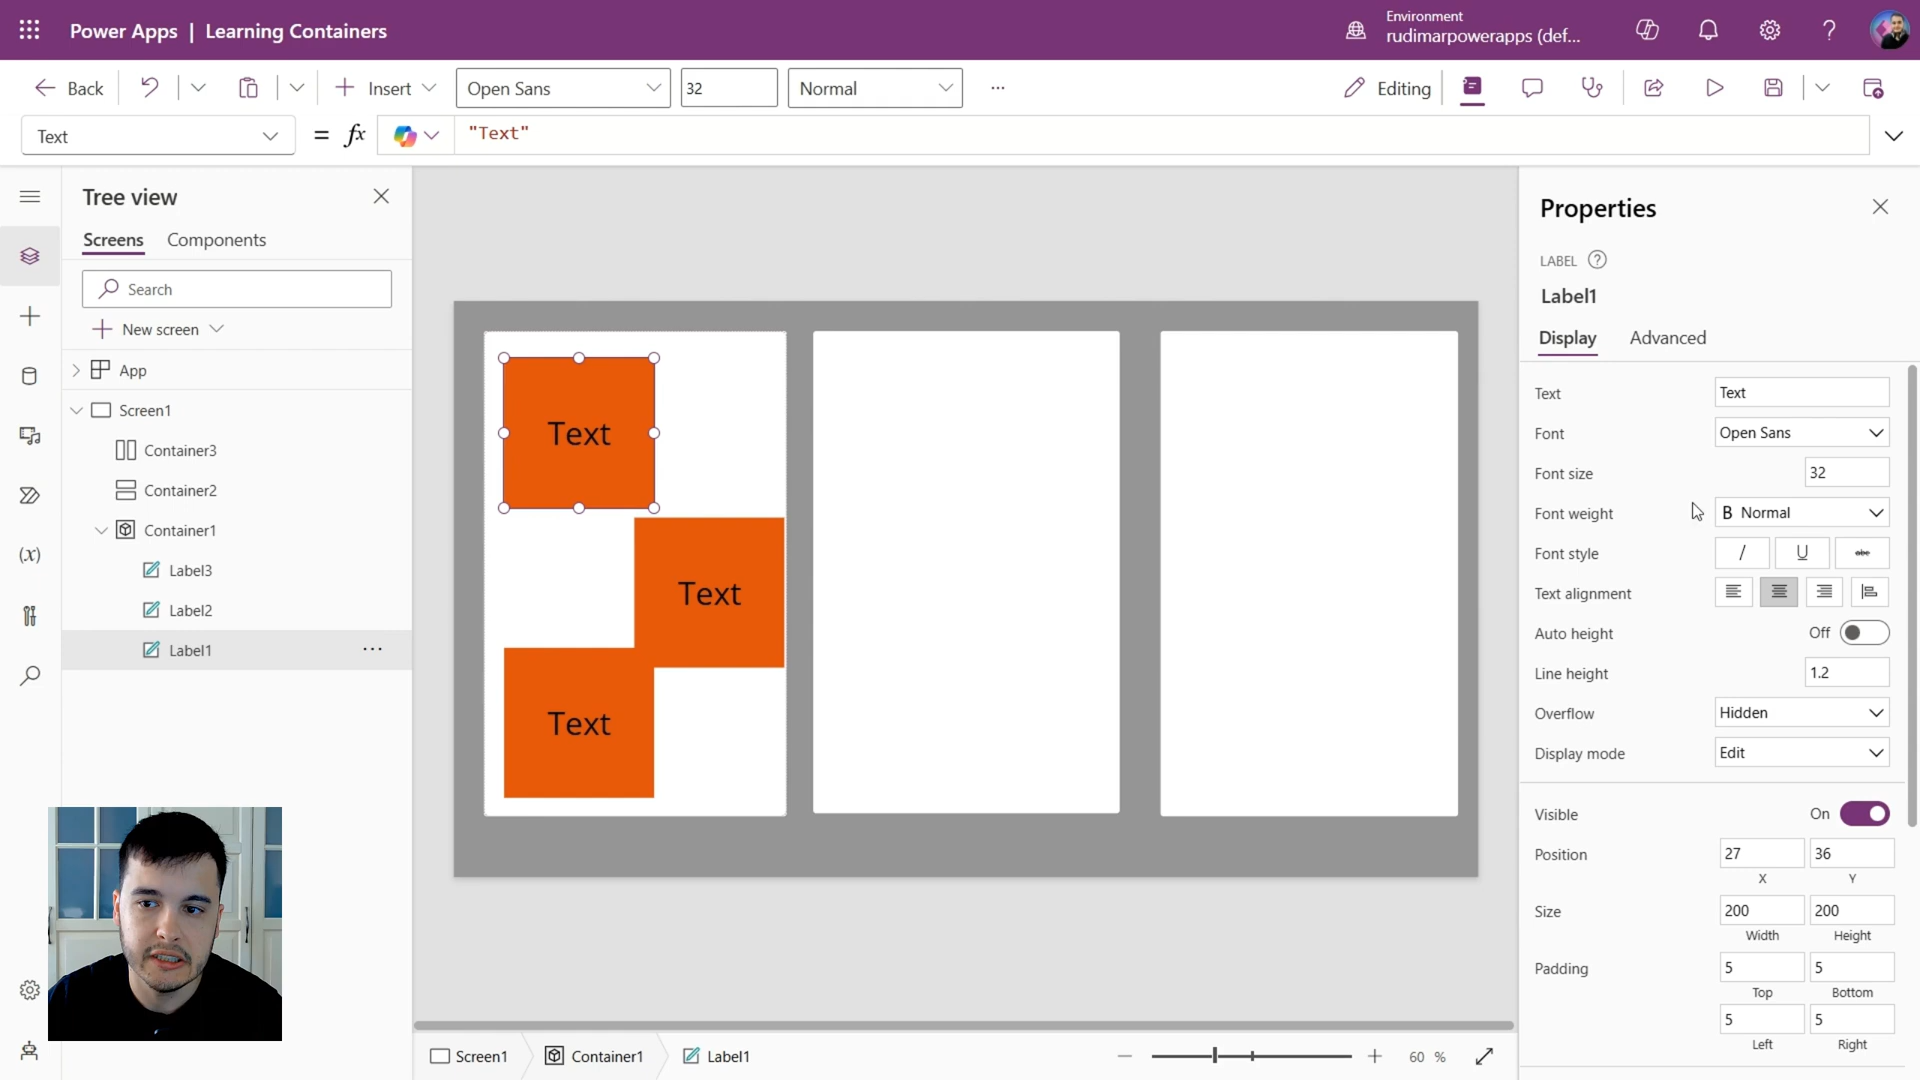 Power Apps | Learning Containers
Environment
rudimarpowerapps (def...
Back
Insert
Open Sans
32
Normal
...
Editing
Text
= fx
"Text"
Tree view
Screens
Components
Search
New screen
App
Screen1
Container3
Container2
Container1
Label3
Label2
Label1
...
Text
Text
Text
Screen1
Container1
Label1
60 %
Properties
LABEL
Label1
Display
Advanced
Text
Text
Font
Open Sans
Font size
32
Font weight
B Normal
Font style
/
U
abc
Text alignment
Auto height
Off
Line height
1.2
Overflow
Hidden
Display mode
Edit
Visible
On
Position
27
36
X
Y
Size
200
200
Width
Height
Padding
5
5
Top
Bottom
5
5
Left
Right
(x)